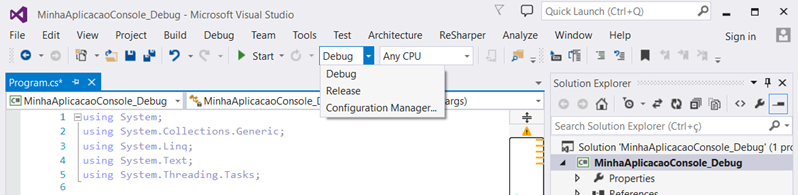 MinhaAplicacaoConsole_Debug - Microsoft Visual Studio
Quick Launch (Ctrl+Q)
FILE EDIT VIEW Project Build Debug Team Tools Test Architecture ReSharper Analyze Window Help Sign in
Start Debug Any CPU
Debug
Release
Configuration Manager...
Program.cs*
MinhaAplicacaoConsole_Debug MinhaAplicacaoConsole_D args)
1 using System;
2 using System.Collections.Generic;
3 using System.Linq;
4 using System.Text;
5 using System.Threading.Tasks;
6
Solution Explorer
Search Solution Explorer (Ctrl+ç)
Solution 'MinhaAplicacaoConsole_Debug' (1 pro
MinhaAplicacaoConsole_Debug
Properties
References